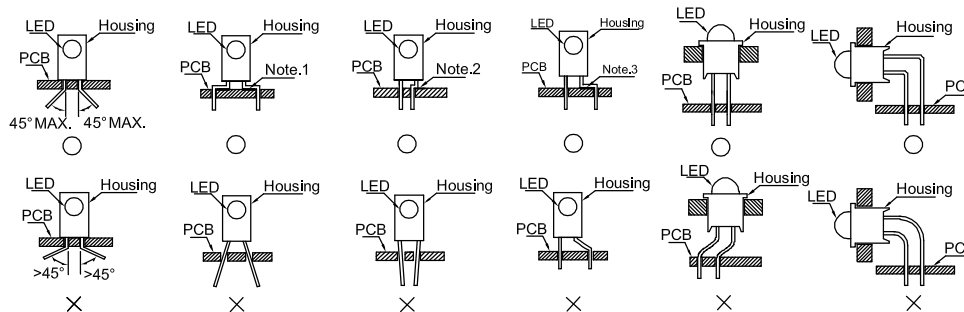 LED Housing
PCB
45°MAX. 45°MAX.
LED Housing
PCB Note.1
LED Housing
PCB Note.2
LED Housing
PCB Note.3
LED
Housing
PCB
Housing
LED
PC
LED Housing
PCB
>45° >45°
LED Housing
PCB
LED Housing
PCB
LED Housing
PCB
LED
Housing
PCB
Housing
LED
PC